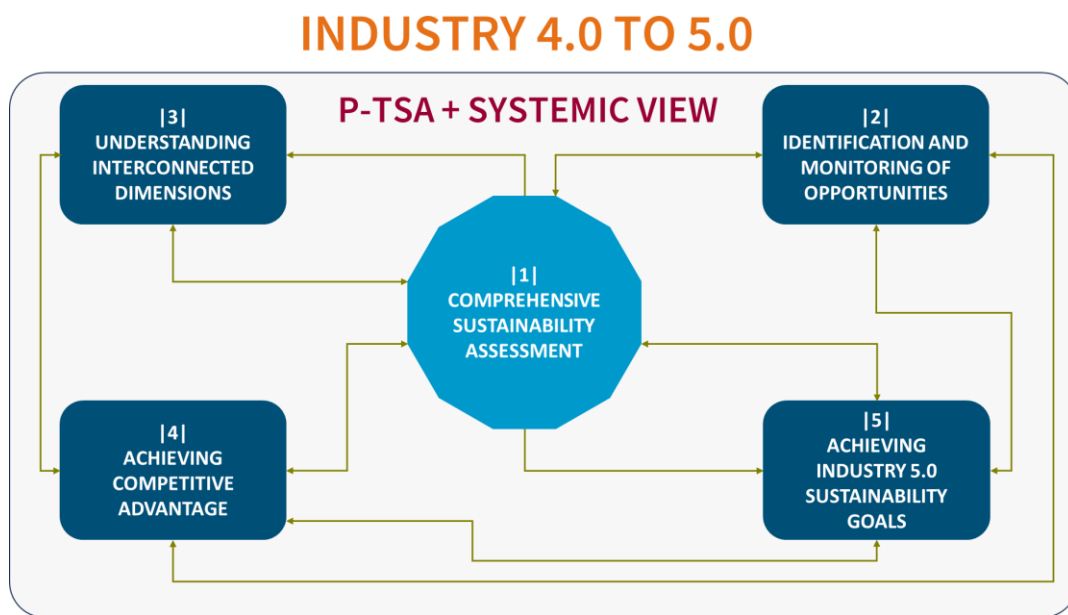 INDUSTRY 4.0 TO 5.0
P-TSA + SYSTEMIC VIEW
|3|
UNDERSTANDING
INTERCONNECTED
DIMENSIONS
|2|
IDENTIFICATION AND
MONITORING OF
OPPORTUNITIES
|1|
COMPREHENSIVE
SUSTAINABILITY
ASSESSMENT
|4|
ACHIEVING
COMPETITIVE
ADVANTAGE
|5|
ACHIEVING
INDUSTRY 5.0
SUSTAINABILITY
GOALS